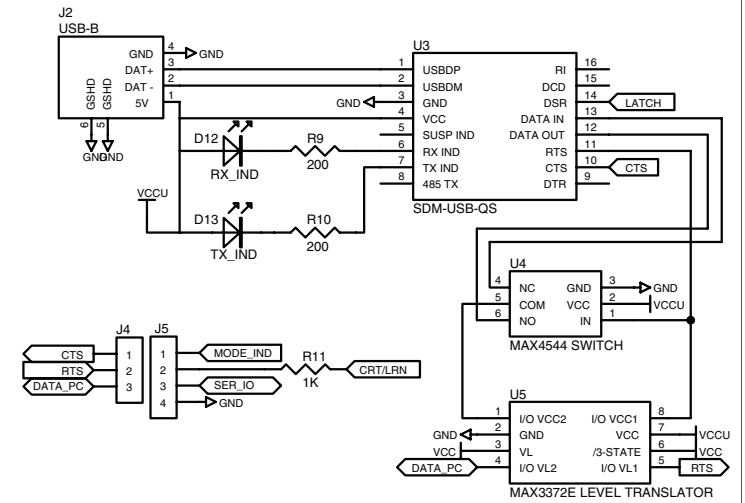 J2
USB-B
GND 4 GND
DAT+ 3
DAT - 2
5V 1
GSHD GSHD
6 5
GND GND
U3
1 USBDP RI 16
2 USBDM DCD 15
GND 3 GND DSR 14 LATCH
4 VCC DATA IN 13
5 SUSP IND DATA OUT 12
6 RX IND RTS 11
7 TX IND CTS 10 CTS
8 485 TX DTR 9
SDM-USB-QS
D12 R9
RX_IND 200
VCCU
D13 R10
TX_IND 200
U4
4 NC GND 3 GND
5 COM VCC 2 VCCU
6 NO IN 1
MAX4544 SWITCH
J4 J5
CTS 1 1 MODE_IND
RTS 2 2 R11 CRT/LRN
1K
DATA_PC 3 3 SER_IO
4 GND
U5
1 I/O VCC2 I/O VCC1 8
GND 2 GND VCC 7 VCCU
VCC 3 VL /3-STATE 6 VCC
DATA_PC 4 I/O VL2 I/O VL1 5 RTS
MAX3372E LEVEL TRANSLATOR